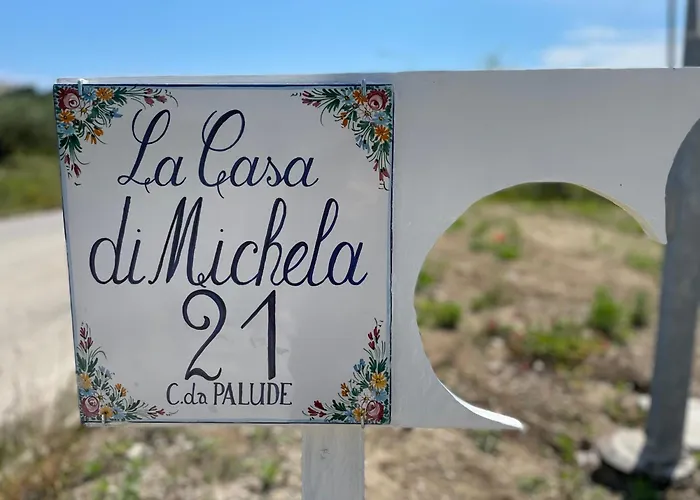 La Casa
di Michela
21
C.da PALUDE